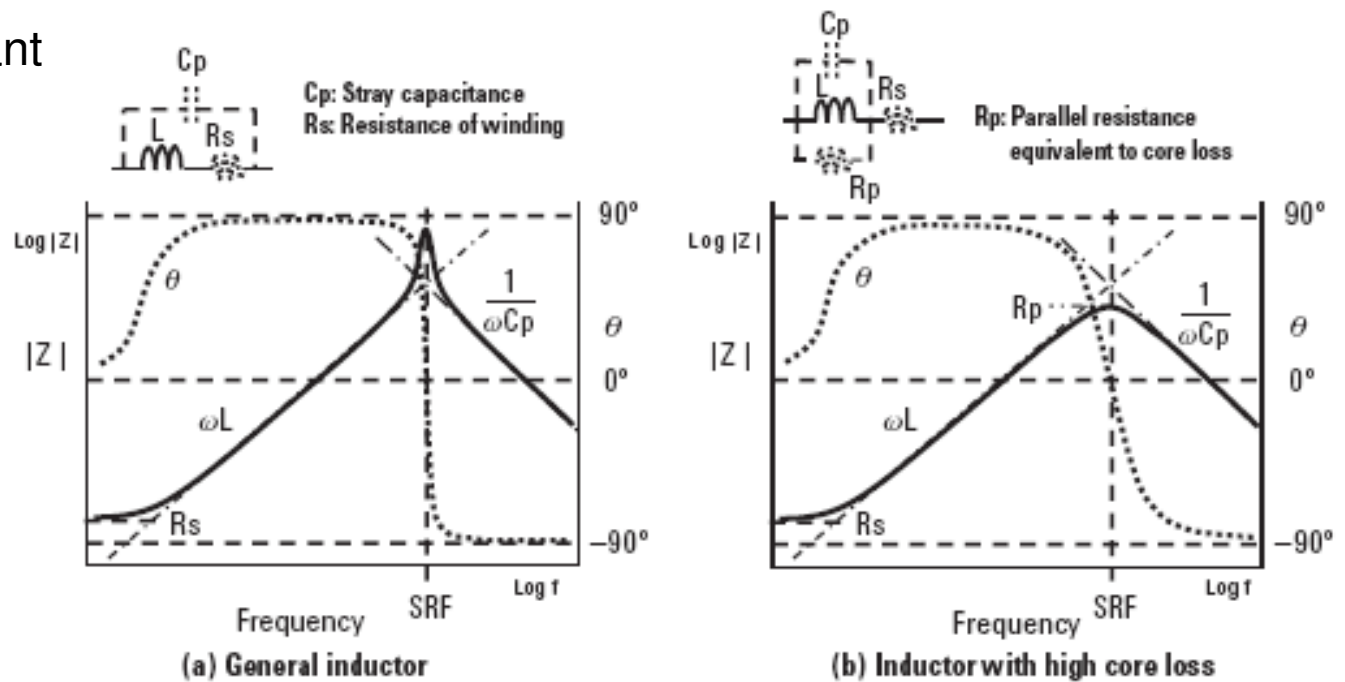 ant
Cp
L
Rs
Cp: Stray capacitance
Rs: Resistance of winding
90°
Log |Z|
θ
1
ωCp
θ
|Z|
0°
ωL
Rs
−90°
Log f
SRF
Frequency
(a) General inductor
Cp
L
Rs
Rp
Rp: Parallel resistance
equivalent to core loss
90°
Log |Z|
θ
Rp
1
ωCp
θ
|Z|
0°
ωL
Rs
−90°
Log f
SRF
Frequency
(b) Inductor with high core loss